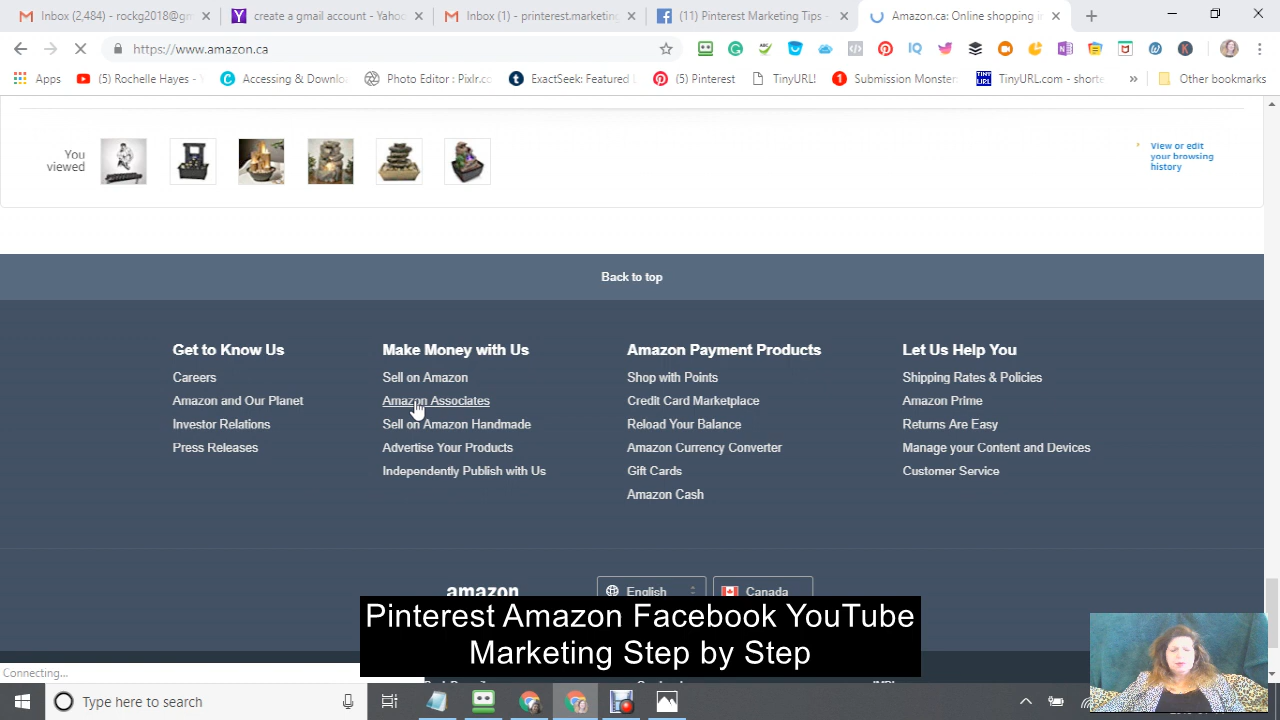 Inbox (2,484) - rockg2018@gm
create a gmail account - Yahoo
Inbox (1) - printerest.marketing
(11) Pinterest Marketing Tips -
Amazon.ca: Online shopping in
https://www.amazon.ca
Apps
(5) Rochelle Hayes -
Accessing & Downlo
Photo Editor: Pixlr.co
ExactSeek: Featured
(5) Pinterest
TinyURL!
Submission Monster
TinyURL.com - shorte
Other bookmarks
You
viewed
View or edit
your browsing
history
Back to top
Get to Know Us
Careers
Amazon and Our Planet
Investor Relations
Press Releases
Make Money with Us
Sell on Amazon
Amazon Associates
Sell on Amazon Handmade
Advertise Your Products
Independently Publish with Us
Amazon Payment Products
Shop with Points
Credit Card Marketplace
Reload Your Balance
Amazon Currency Converter
Gift Cards
Amazon Cash
Let Us Help You
Shipping Rates & Policies
Amazon Prime
Returns Are Easy
Manage your Content and Devices
Customer Service
amazon
English
Canada
Pinterest Amazon Facebook YouTube
Marketing Step by Step
Connecting...
Type here to search